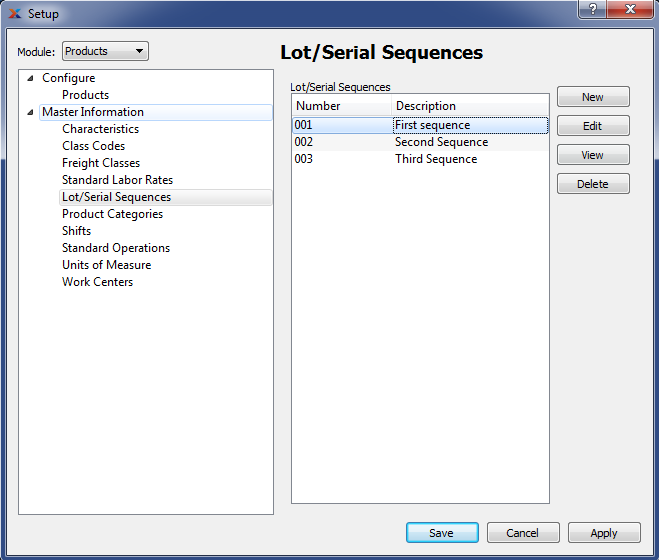 Setup
Module: Products
Lot/Serial Sequences
Configure
Products
Master Information
Characteristics
Class Codes
Freight Classes
Standard Labor Rates
Lot/Serial Sequences
Product Categories
Shifts
Standard Operations
Units of Measure
Work Centers
Lot/Serial Sequences
Number Description
001 First sequence
002 Second Sequence
003 Third Sequence
New
Edit
View
Delete
Save Cancel Apply